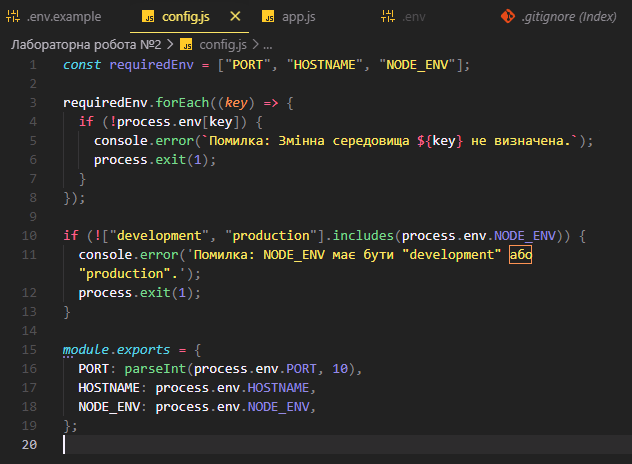 .env.example
JS config.js
JS app.js
.env
.gitignore (Index)
Лабораторна робота №2 > JS config.js > ...
1 const requiredEnv = ["PORT", "HOSTNAME", "NODE_ENV"];
2
3 requiredEnv.forEach((key) => {
4 if (!process.env[key]) {
5 console.error(`Помилка: Змінна середовища ${key} не визначена.`);
6 process.exit(1);
7 }
8 });
9
10 if (!["development", "production"].includes(process.env.NODE_ENV)) {
11 console.error('Помилка: NODE_ENV має бути "development" або
"production".');
12 process.exit(1);
13 }
14
15 module.exports = {
16 PORT: parseInt(process.env.PORT, 10),
17 HOSTNAME: process.env.HOSTNAME,
18 NODE_ENV: process.env.NODE_ENV,
19 };
20